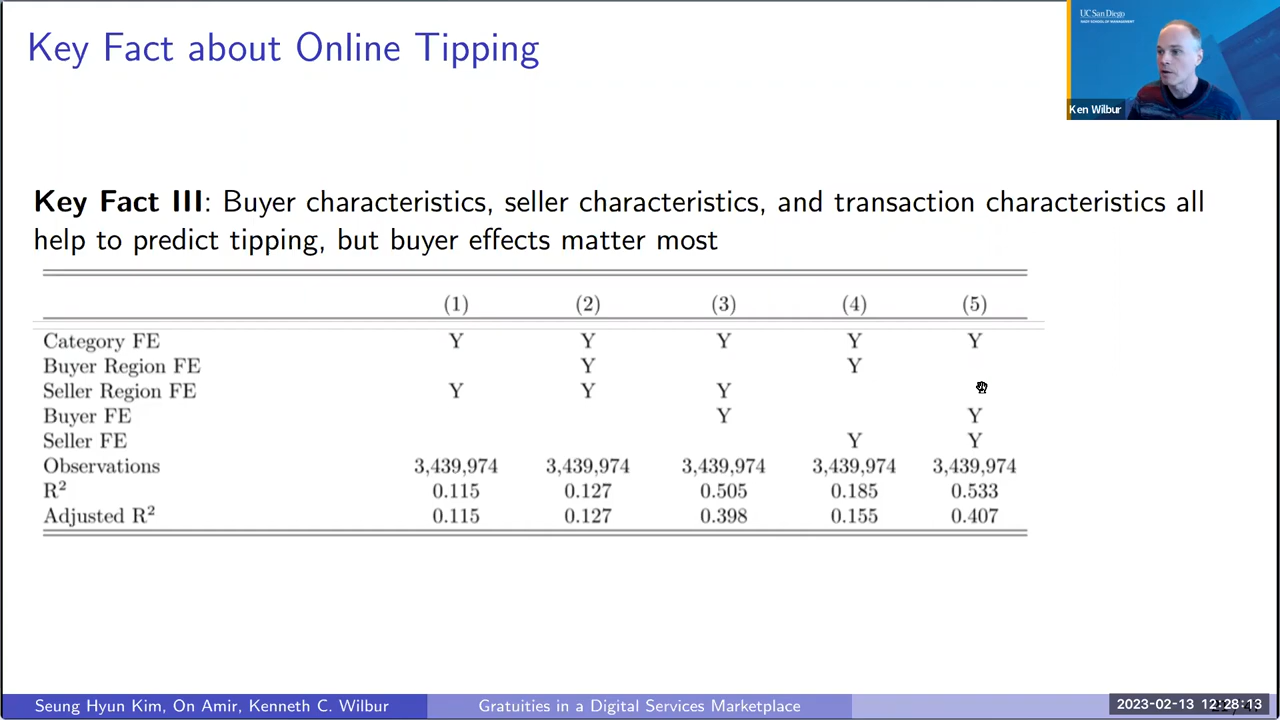 Key Fact about Online Tipping
UC San Diego
RADY SCHOOL OF MANAGEMENT
Ken Wilbur
Key Fact III: Buyer characteristics, seller characteristics, and transaction characteristics all
help to predict tipping, but buyer effects matter most
(1) (2) (3) (4) (5)
Category FE Y Y Y Y Y
Buyer Region FE Y Y
Seller Region FE Y Y Y
Buyer FE Y Y
Seller FE Y Y
Observations 3,439,974 3,439,974 3,439,974 3,439,974 3,439,974
R² 0.115 0.127 0.505 0.185 0.533
Adjusted R² 0.115 0.127 0.398 0.155 0.407
Seung Hyun Kim, On Amir, Kenneth C. Wilbur Gratuities in a Digital Services Marketplace
2023-02-13 12:28:13